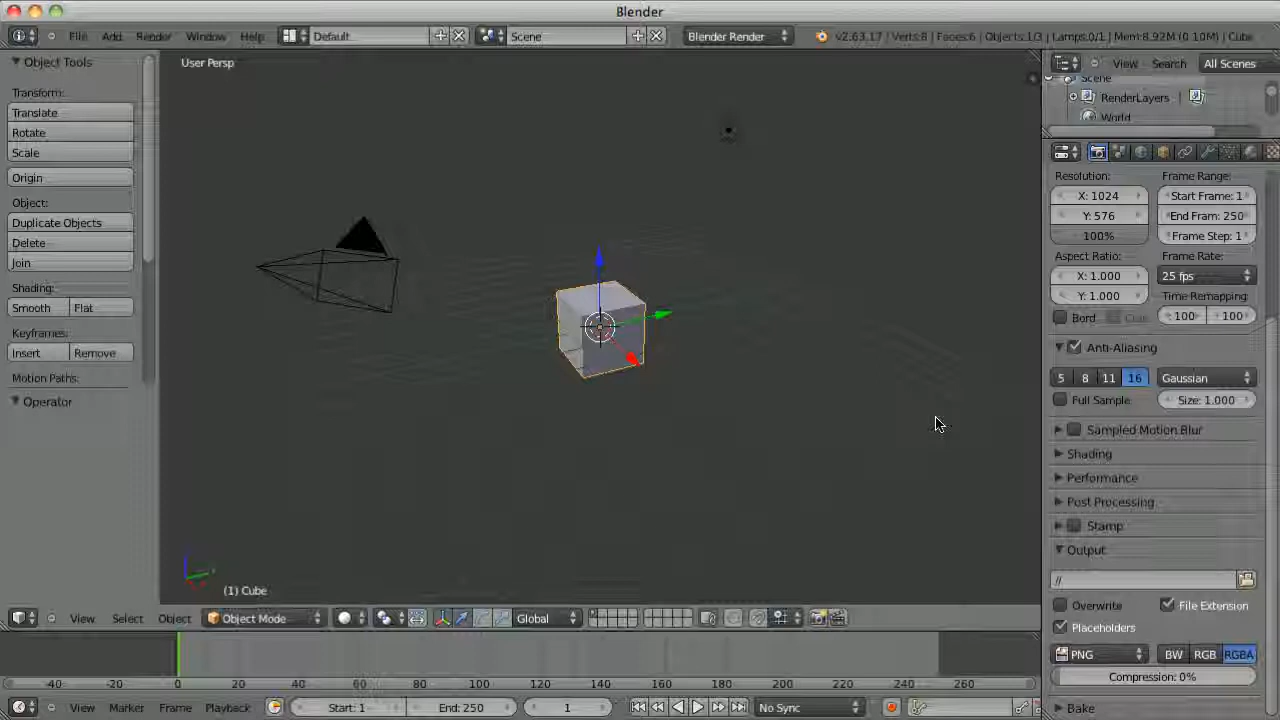 Blender
File Add Render Window Help Default Scene Blender Render v2.63.17 | Verts:8 | Faces:6 | Objects:1/3 | Lamps:0/1 | Mem:8.92M (0.10M) | Cube
Object Tools
Transform:
Translate
Rotate
Scale
Origin
Object:
Duplicate Objects
Delete
Join
Shading:
Smooth Flat
Keyframes:
Insert Remove
Motion Paths:
Operator
User Persp
(1) Cube
View Select Object Object Mode Global
-40 -20 0 20 40 60 80 100 120 140 160 180 200 220 240 260
View Marker Frame Playback Start: 1 End: 250 1 No Sync
View Search All Scenes
Scene
RenderLayers |
World
Resolution: Frame Range:
X: 1024 Start Frame: 1
Y: 576 End Fram: 250
100% Frame Step: 1
Aspect Ratio: Frame Rate:
X: 1.000 25 fps
Y: 1.000 Time Remapping:
Bord 100 100
Anti-Aliasing
5 8 11 16 Gaussian
Full Sample Size: 1.000
Sampled Motion Blur
Shading
Performance
Post Processing
Stamp
Output
//
Overwrite File Extension
Placeholders
PNG BW RGB RGBA
Compression: 0%
Bake